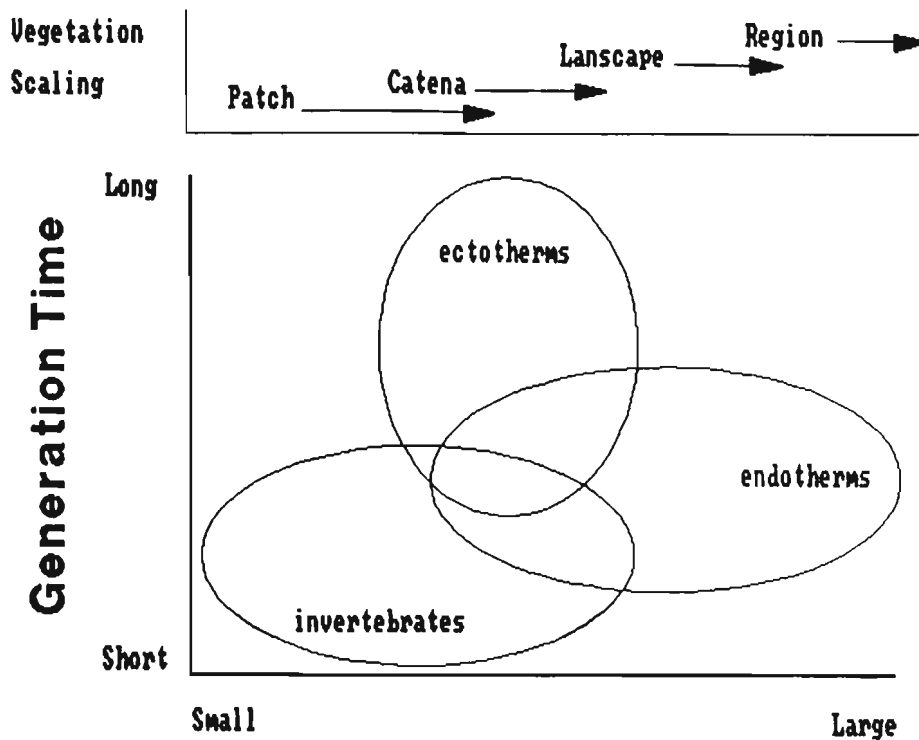 Vegetation
Scaling
Patch
Catena
Lanscape
Region
Long
ectotherms
Generation Time
endotherms
invertebrates
Short
Small
Large